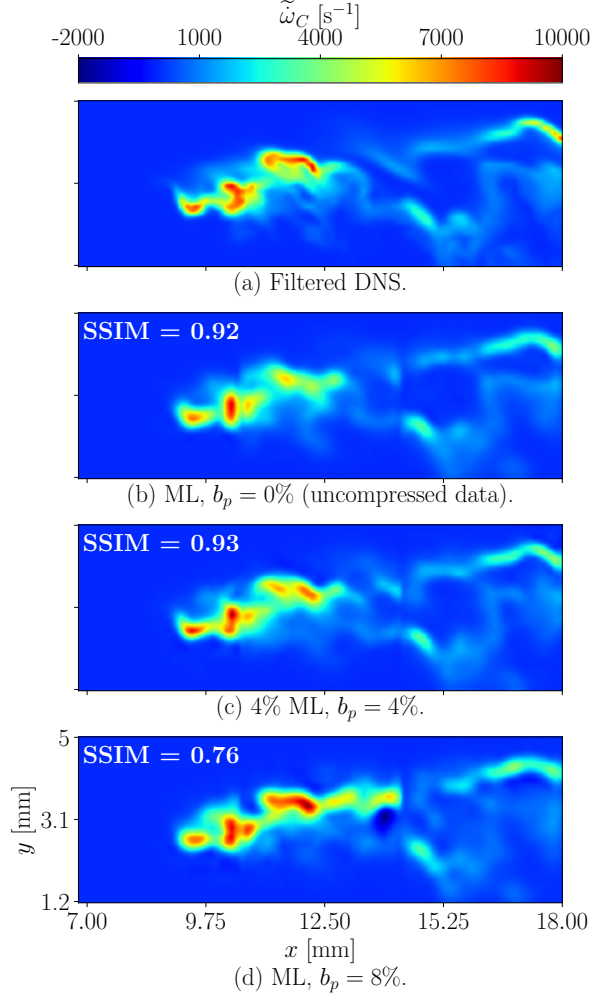 ω̇̃_C [s⁻¹]
-2000 1000 4000 7000 10000
(a) Filtered DNS.
SSIM = 0.92
(b) ML, b_p = 0% (uncompressed data).
SSIM = 0.93
(c) 4% ML, b_p = 4%.
SSIM = 0.76
5
3.1
1.2
y [mm]
7.00 9.75 12.50 15.25 18.00
x [mm]
(d) ML, b_p = 8%.